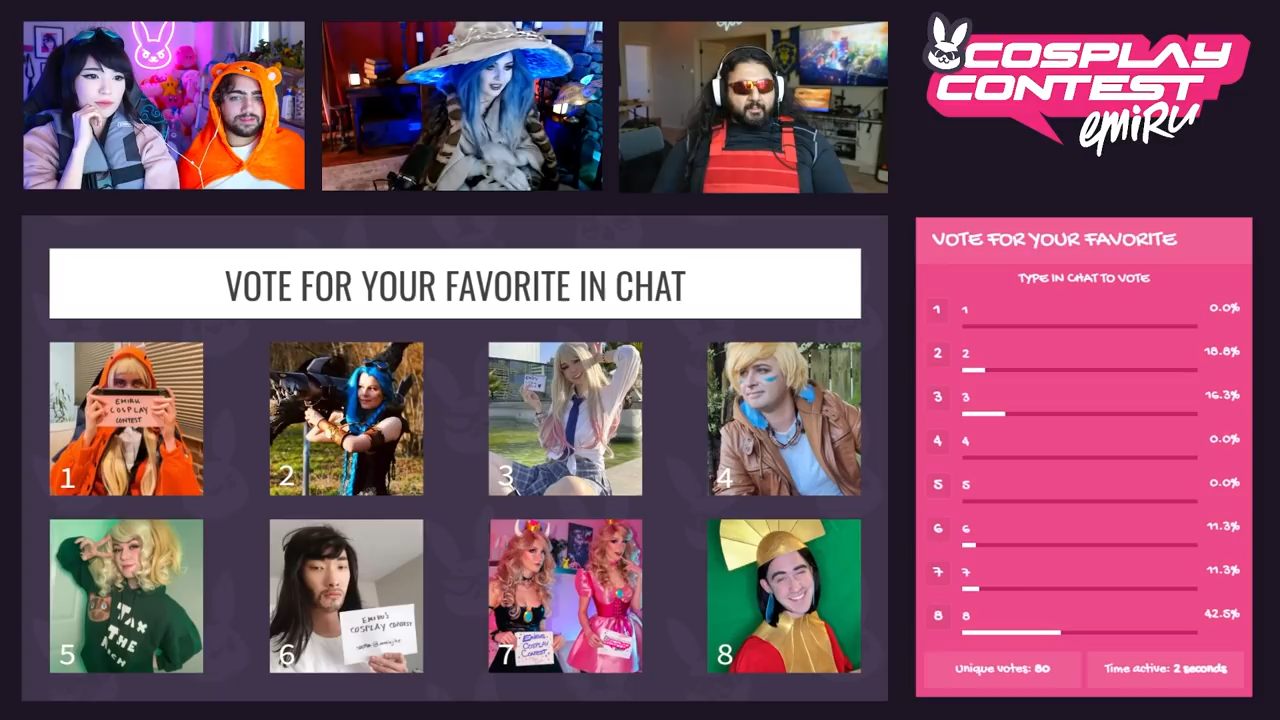 COSPLAY
CONTEST
emiru
VOTE FOR YOUR FAVORITE IN CHAT
EMIRU
COSPLAY
CONTEST
1
2
3
4
5
TAX
THE
6
EMIRU'S
COSPLAY CONTEST
7
EMIRU
COSPLAY
CONTEST
8
VOTE FOR YOUR FAVORITE
TYPE IN CHAT TO VOTE
1 1 0.0%
2 2 18.8%
3 3 16.3%
4 4 0.0%
5 5 0.0%
6 6 11.3%
7 7 11.3%
8 8 42.5%
Unique votes: 80
Time active: 2 seconds